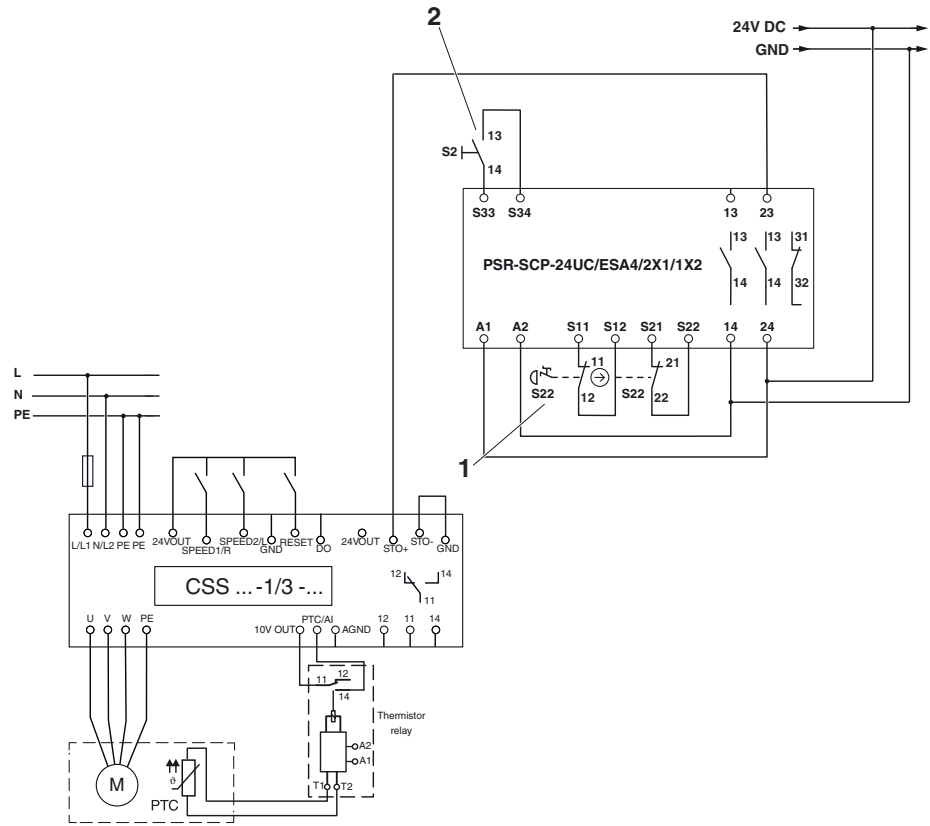 2
24V DC
GND
13
S2
14
S33 S34 13 23
PSR-SCP-24UC/ESA4/2X1/1X2
13 13 31
14 14 32
A1 A2 S11 S12 S21 S22 14 24
11 21
S22 12 S22 22
1
L
N
PE
L/L1 N/L2 PE PE 24VOUT SPEED1/R SPEED2/L GND RESET DO 24VOUT STO+ STO- GND
CSS ...-1/3 -...
12 14
11
U V W PE
10V OUT PTC/AI AGND 12 11 14
11 12
14
Thermistor
relay
A2
A1
T1 T2
M
ϑ
PTC